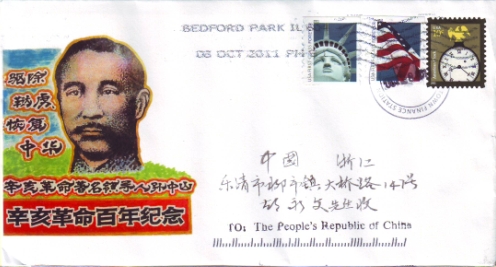 BEDFORD PARK IL
06 OCT 2011 PM
FINANCE
驱除
鞑虏
恢复
中华
辛亥革命著名领导人孙中山
辛亥革命百年纪念
中国 浙江
乐清市柳市镇大桥路147号
先生收
TO: The People's Republic of China